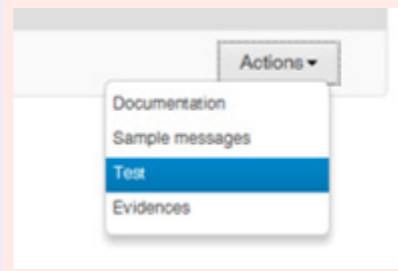 Actions
Documentation
Sample messages
Test
Evidences